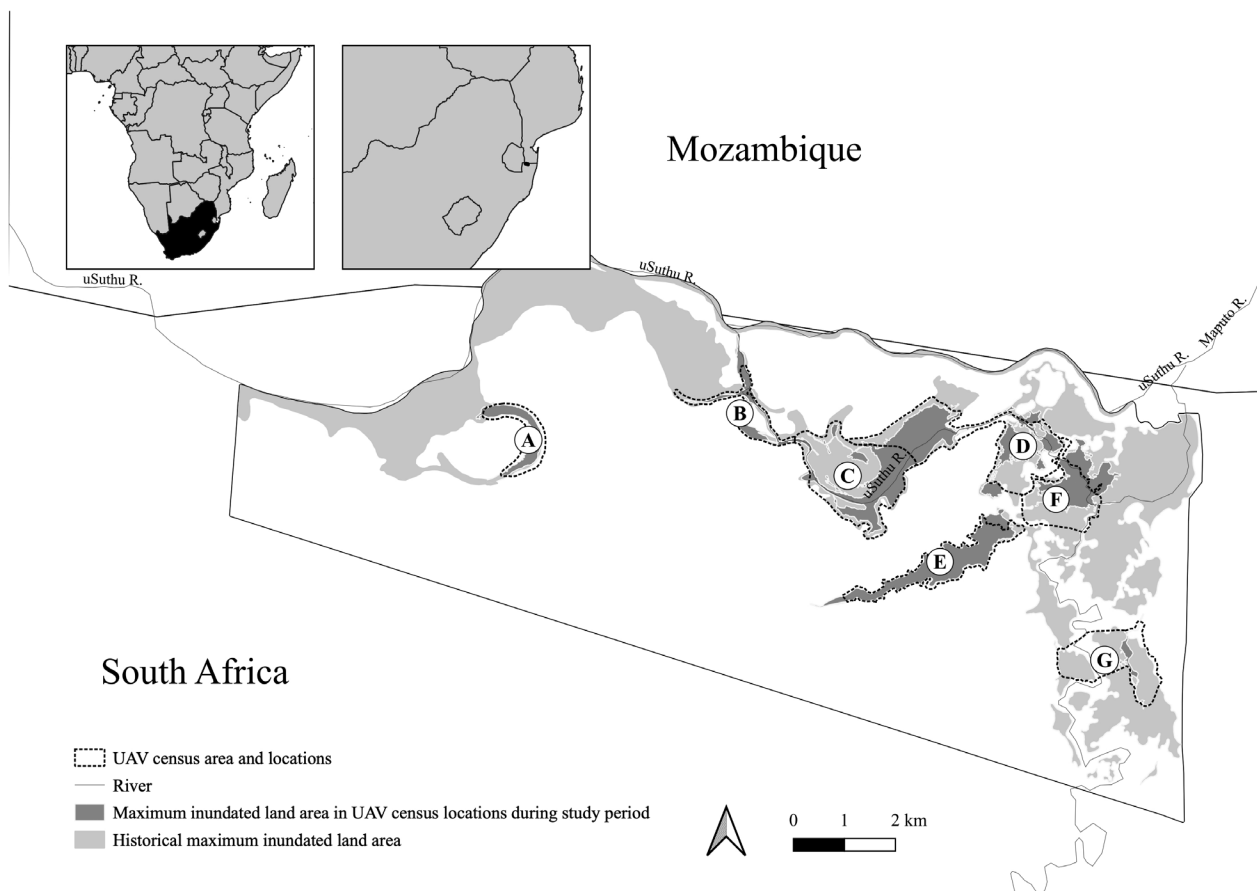 Mozambique
uSuthu R.
uSuthu R.
Maputo R.
uSuthu R.
A
B
C
uSuthu R.
D
F
E
G
South Africa
UAV census area and locations
River
Maximum inundated land area in UAV census locations during study period
Historical maximum inundated land area
0 1 2 km